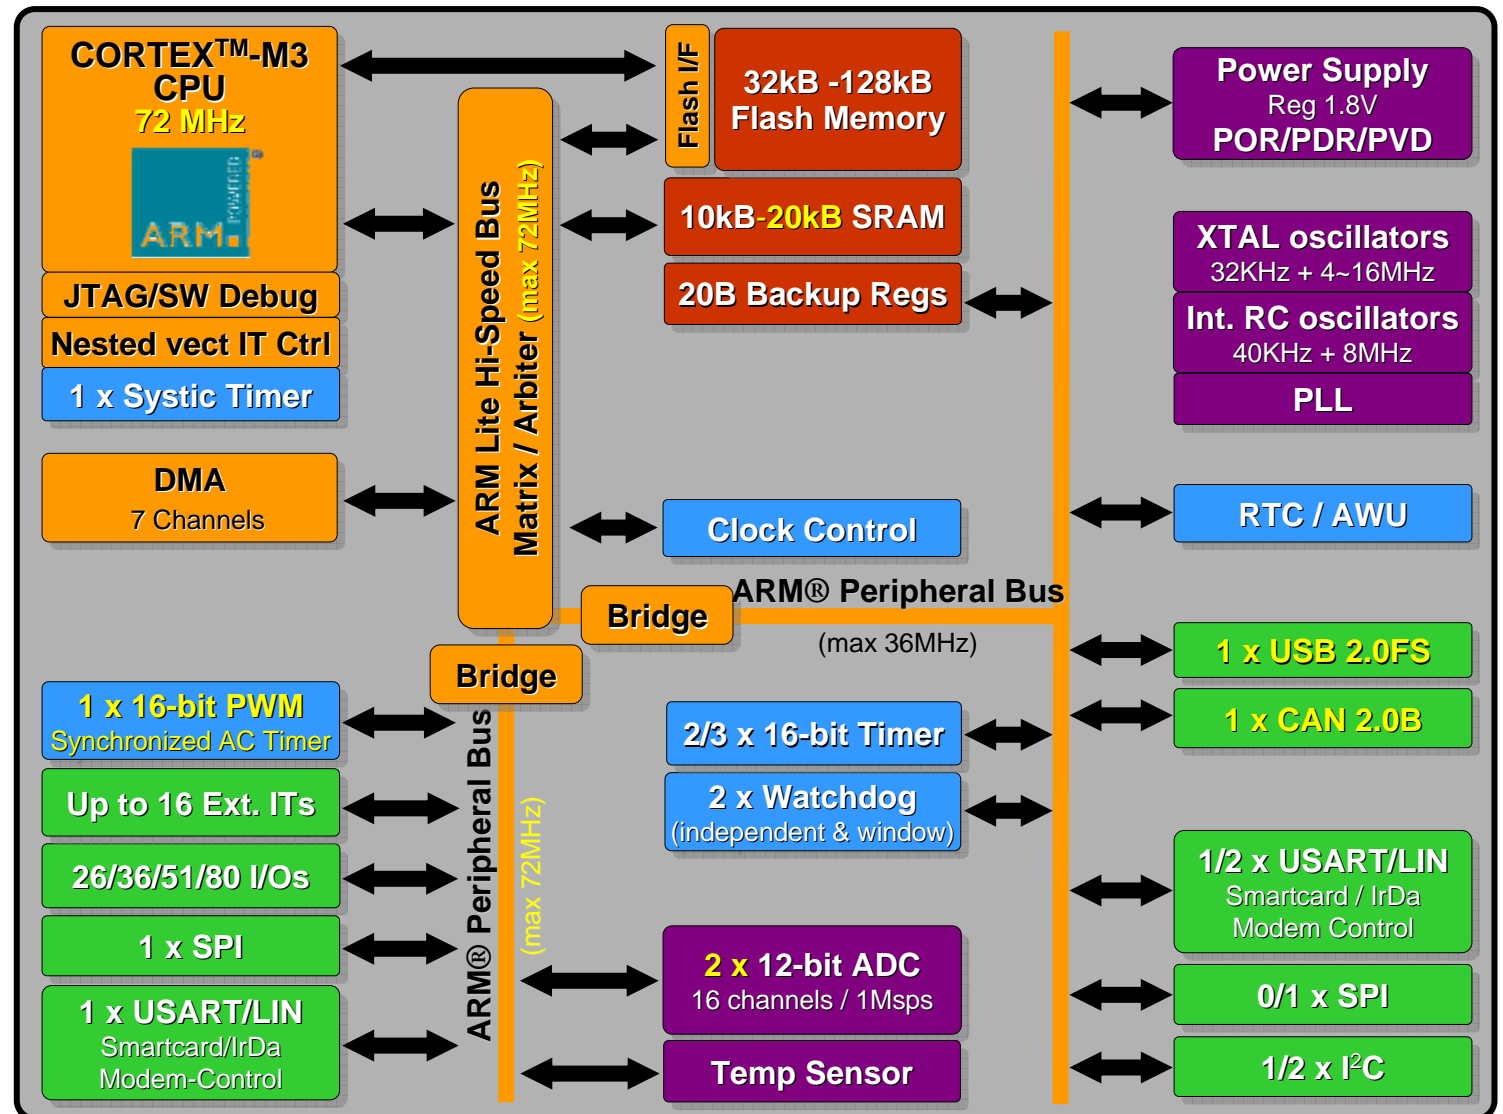 CORTEX™-M3
CPU
72 MHz
ARM POWERED
JTAG/SW Debug
Nested vect IT Ctrl
1 x Systic Timer
DMA
7 Channels
ARM Lite Hi-Speed Bus
Matrix / Arbiter (max 72MHz)
Flash I/F
32kB -128kB
Flash Memory
10kB-20kB SRAM
20B Backup Regs
Clock Control
Power Supply
Reg 1.8V
POR/PDR/PVD
XTAL oscillators
32KHz + 4~16MHz
Int. RC oscillators
40KHz + 8MHz
PLL
RTC / AWU
Bridge
ARM® Peripheral Bus
(max 36MHz)
Bridge
ARM® Peripheral Bus
(max 72MHz)
1 x 16-bit PWM
Synchronized AC Timer
Up to 16 Ext. ITs
26/36/51/80 I/Os
1 x SPI
1 x USART/LIN
Smartcard/IrDa
Modem-Control
2/3 x 16-bit Timer
2 x Watchdog
(independent & window)
2 x 12-bit ADC
16 channels / 1Msps
Temp Sensor
1 x USB 2.0FS
1 x CAN 2.0B
1/2 x USART/LIN
Smartcard / IrDa
Modem Control
0/1 x SPI
1/2 x I²C